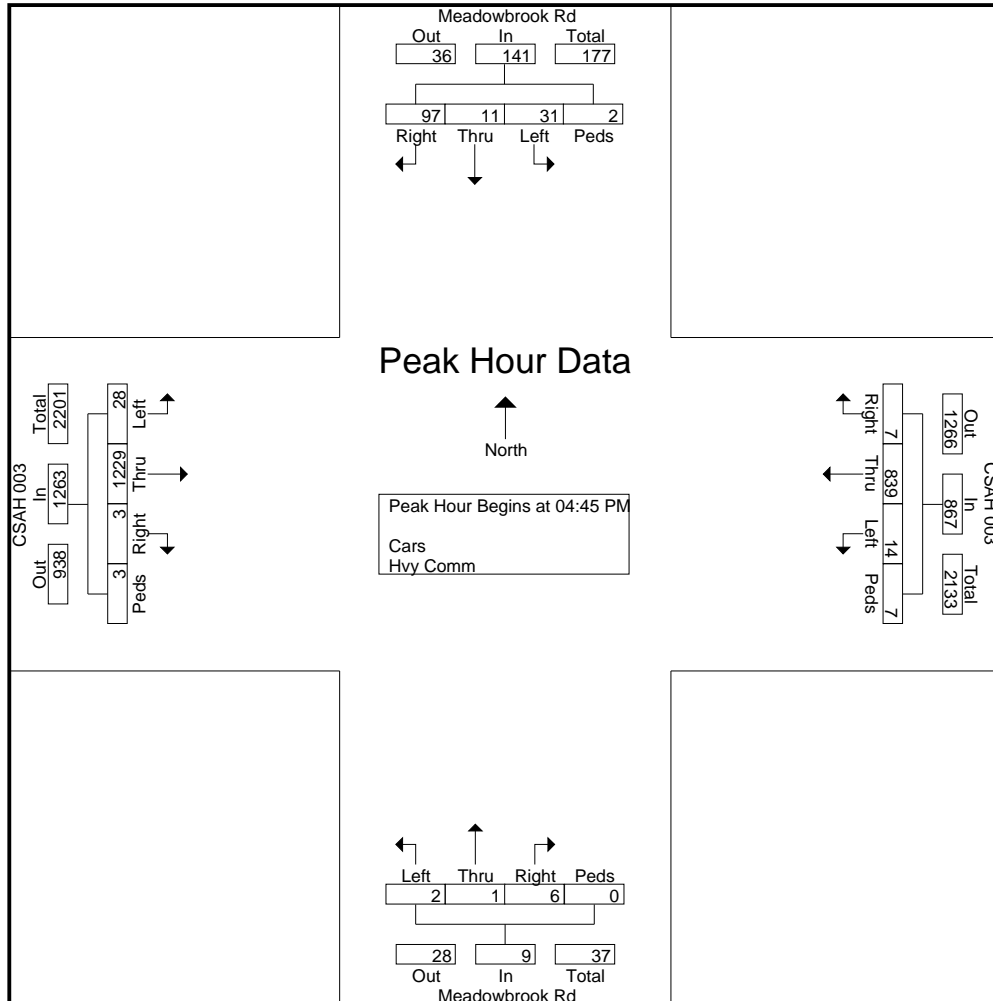 Meadowbrook Rd
Out In Total
36 141 177
97 11 31 2
Right Thru Left Peds
Peak Hour Data
North
Peak Hour Begins at 04:45 PM
Cars
Hvy Comm
CSAH 003
Total In Out
2201 1263 938
28 1229 3 3
Left Thru Right Peds
Right Thru Left Peds
7 839 14 7
Out In Total
1266 867 2133
CSAH 003
Left Thru Right Peds
2 1 6 0
28 9 37
Out In Total
Meadowbrook Rd